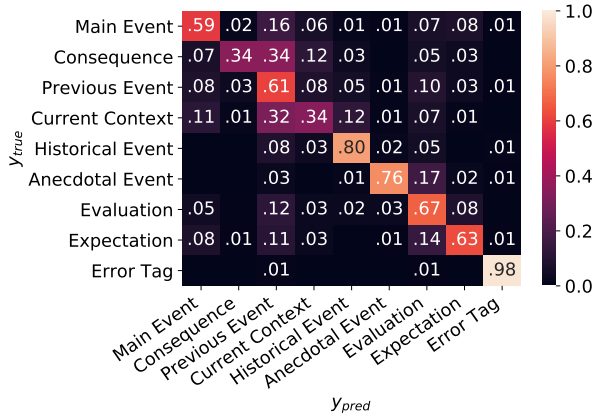 Main Event .59 .02 .16 .06 .01 .01 .07 .08 .01 1.0
Consequence .07 .34 .34 .12 .03 .05 .03
0.8
Previous Event .08 .03 .61 .08 .05 .01 .10 .03 .01
Current Context .11 .01 .32 .34 .12 .01 .07 .01
0.6
Historical Event .08 .03 .80 .02 .05 .01
0.4
Anecdotal Event .03 .01 .76 .17 .02 .01
Evaluation .05 .12 .03 .02 .03 .67 .08
0.2
Expectation .08 .01 .11 .03 .01 .14 .63 .01
Error Tag .01 .01 .98
0.0
y_true
Main Event
Consequence
Previous Event
Current Context
Historical Event
Anecdotal Event
Evaluation
Expectation
Error Tag
y_pred